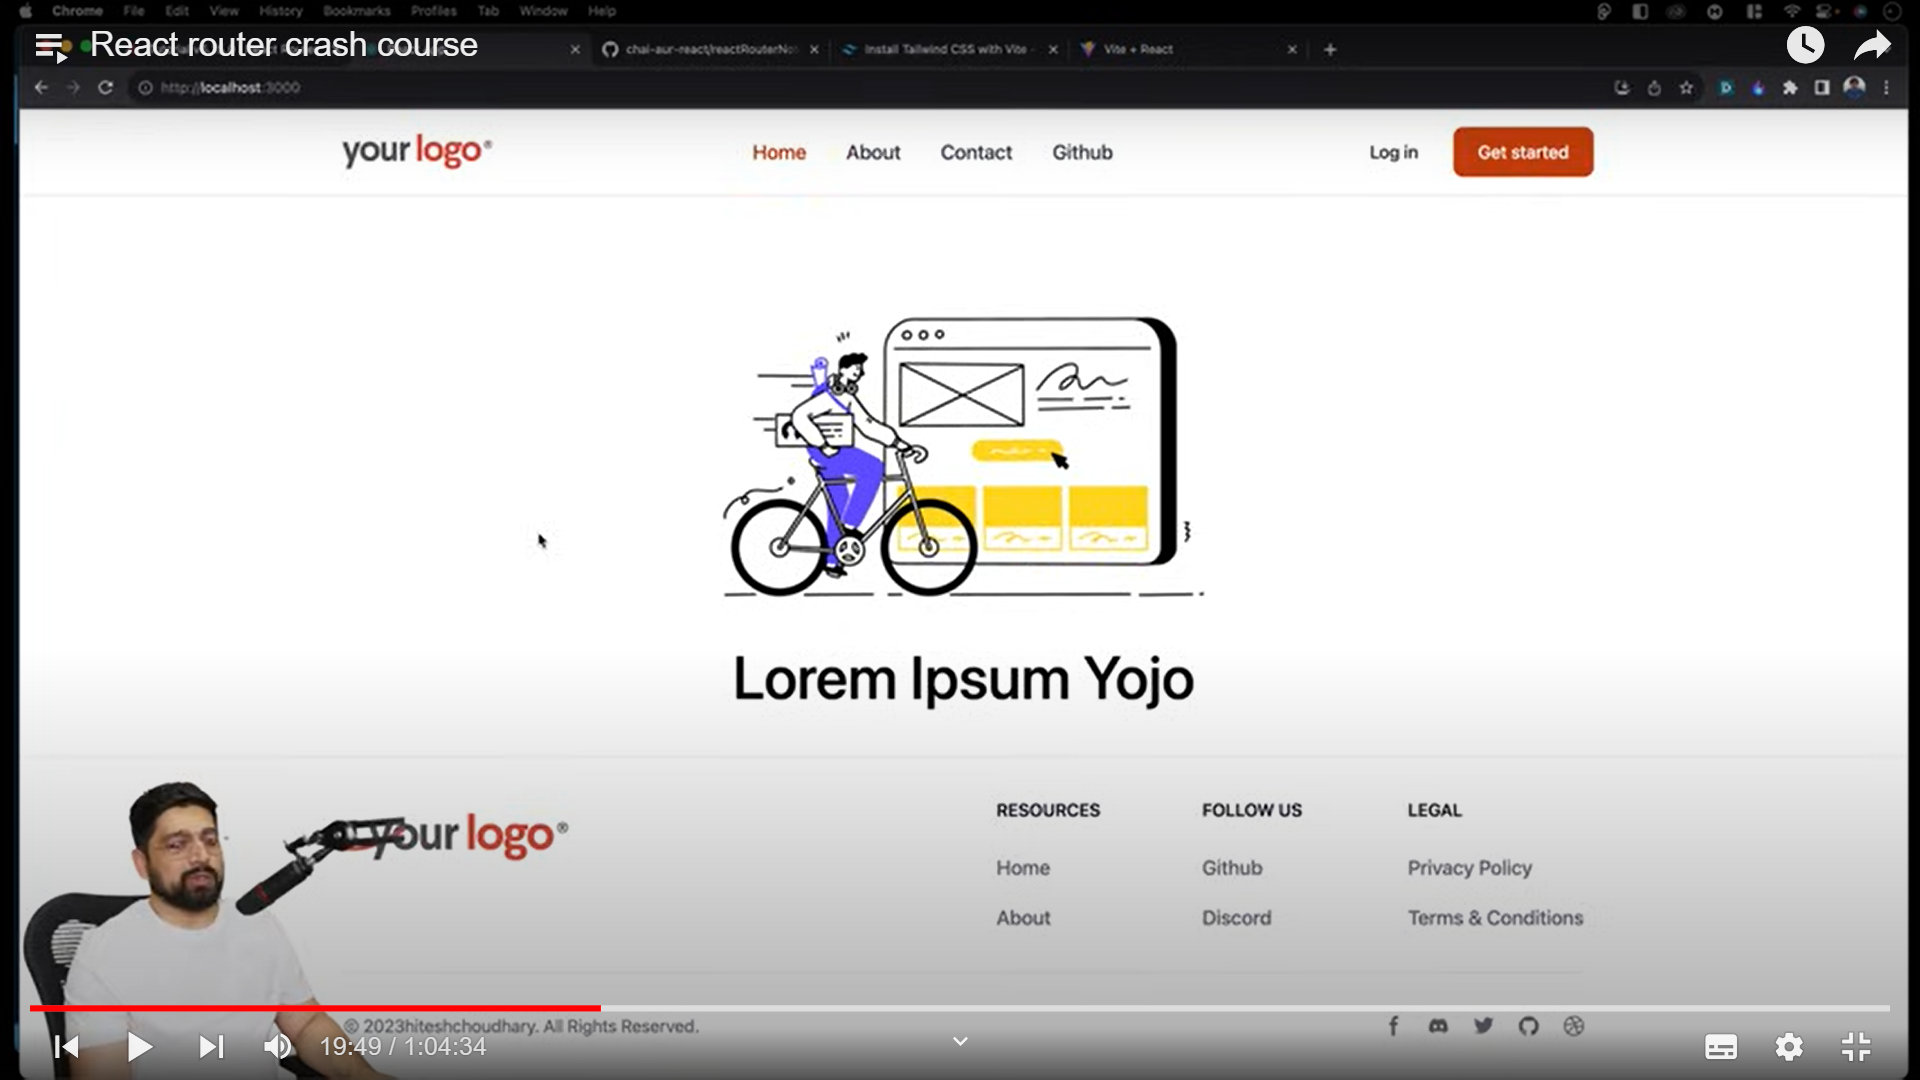 Chrome File Edit View History Bookmarks Profiles Tab Window Help
React router crash course
chai-aur-react/reactRouterNo
Install Tailwind CSS with Vite -
Vite + React
http://localhost:3000
your logo®
Home About Contact Github
Log in
Get started
Lorem Ipsum Yojo
your logo®
RESOURCES FOLLOW US LEGAL
Home Github Privacy Policy
About Discord Terms & Conditions
© 2023hiteshchoudhary. All Rights Reserved.
19:49 / 1:04:34